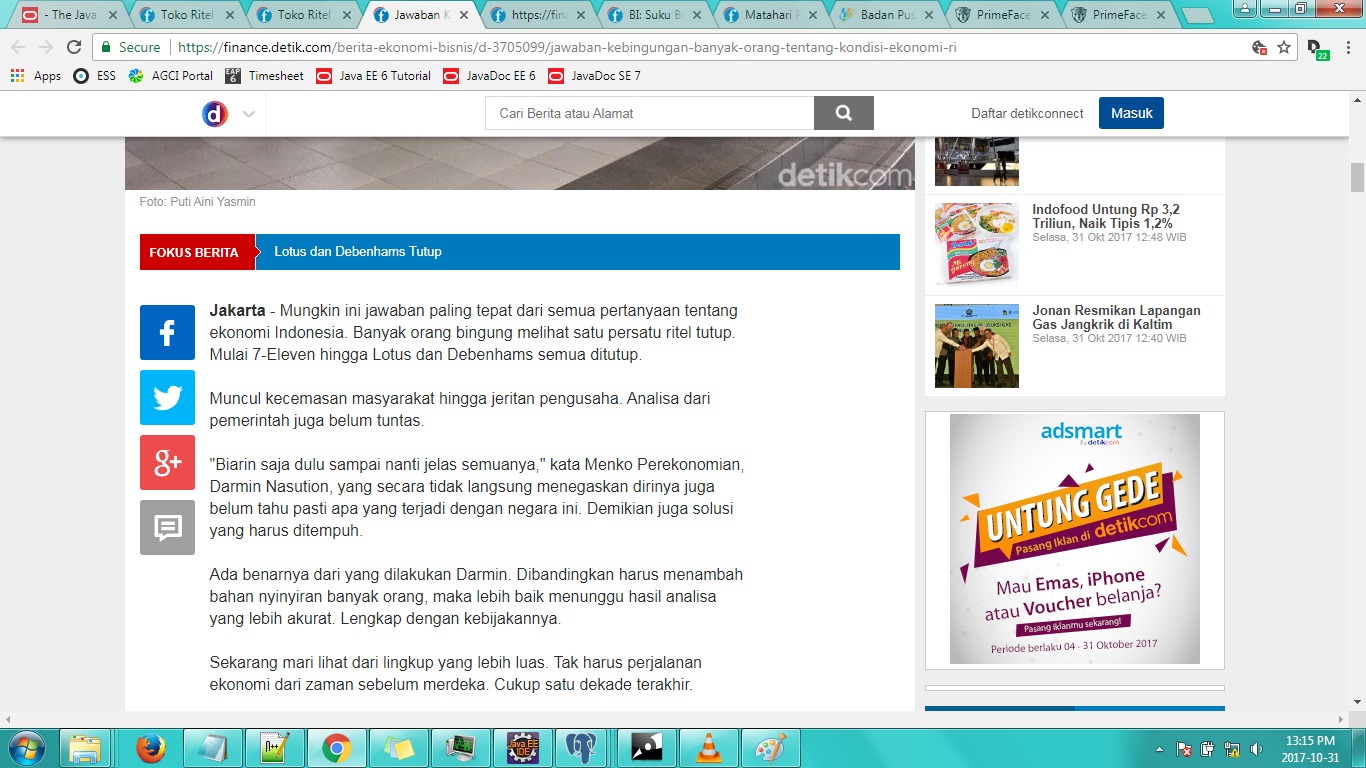 - The Java
Toko Ritel
Toko Ritel
Jawaban K
https://fina
BI: Suku B
Matahari
Badan Pus
PrimeFace
PrimeFace
Secure
https://finance.detik.com/berita-ekonomi-bisnis/d-3705099/jawaban-kebingungan-banyak-orang-tentang-kondisi-ekonomi-ri
22
Apps
ESS
AGCI Portal
EAP 6
Timesheet
Java EE 6 Tutorial
JavaDoc EE 6
JavaDoc SE 7
d
Cari Berita atau Alamat
Daftar detikconnect
Masuk
detikcom
Foto: Puti Aini Yasmin
FOKUS BERITA
Lotus dan Debenhams Tutup
Jakarta - Mungkin ini jawaban paling tepat dari semua pertanyaan tentang
ekonomi Indonesia. Banyak orang bingung melihat satu persatu ritel tutup.
Mulai 7-Eleven hingga Lotus dan Debenhams semua ditutup.
Muncul kecemasan masyarakat hingga jeritan pengusaha. Analisa dari
pemerintah juga belum tuntas.
"Biarin saja dulu sampai nanti jelas semuanya," kata Menko Perekonomian,
Darmin Nasution, yang secara tidak langsung menegaskan dirinya juga
belum tahu pasti apa yang terjadi dengan negara ini. Demikian juga solusi
yang harus ditempuh.
Ada benarnya dari yang dilakukan Darmin. Dibandingkan harus menambah
bahan nyinyiran banyak orang, maka lebih baik menunggu hasil analisa
yang lebih akurat. Lengkap dengan kebijakannya.
Sekarang mari lihat dari lingkup yang lebih luas. Tak harus perjalanan
ekonomi dari zaman sebelum merdeka. Cukup satu dekade terakhir.
f
g+
Indofood Untung Rp 3,2
Triliun, Naik Tipis 1,2%
Selasa, 31 Okt 2017 12:48 WIB
Jonan Resmikan Lapangan
Gas Jangkrik di Kaltim
Selasa, 31 Okt 2017 12:40 WIB
adsmart
By detikcom
UNTUNG GEDE
Pasang Iklan di detikcom
Mau Emas, iPhone
atau Voucher belanja?
Pasang Iklanmu sekarang!
Periode berlaku 04 - 31 Oktober 2017
Java EE
IDE
13:15 PM
2017-10-31